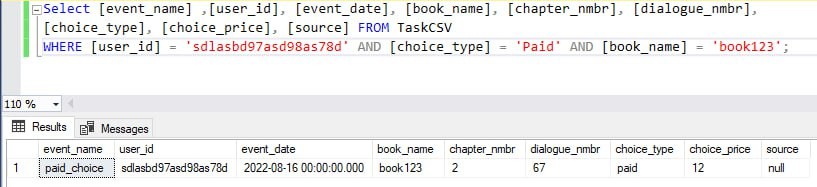 Select [event_name] ,[user_id], [event_date], [book_name], [chapter_nmbr], [dialogue_nmbr],
[choice_type], [choice_price], [source] FROM TaskCSV
WHERE [user_id] = 'sdlasbd97asd98as78d' AND [choice_type] = 'Paid' AND [book_name] = 'book123';
110 %
Results Messages
event_name user_id event_date book_name chapter_nmbr dialogue_nmbr choice_type choice_price source
1 paid_choice sdlasbd97asd98as78d 2022-08-16 00:00:00.000 book123 2 67 paid 12 null